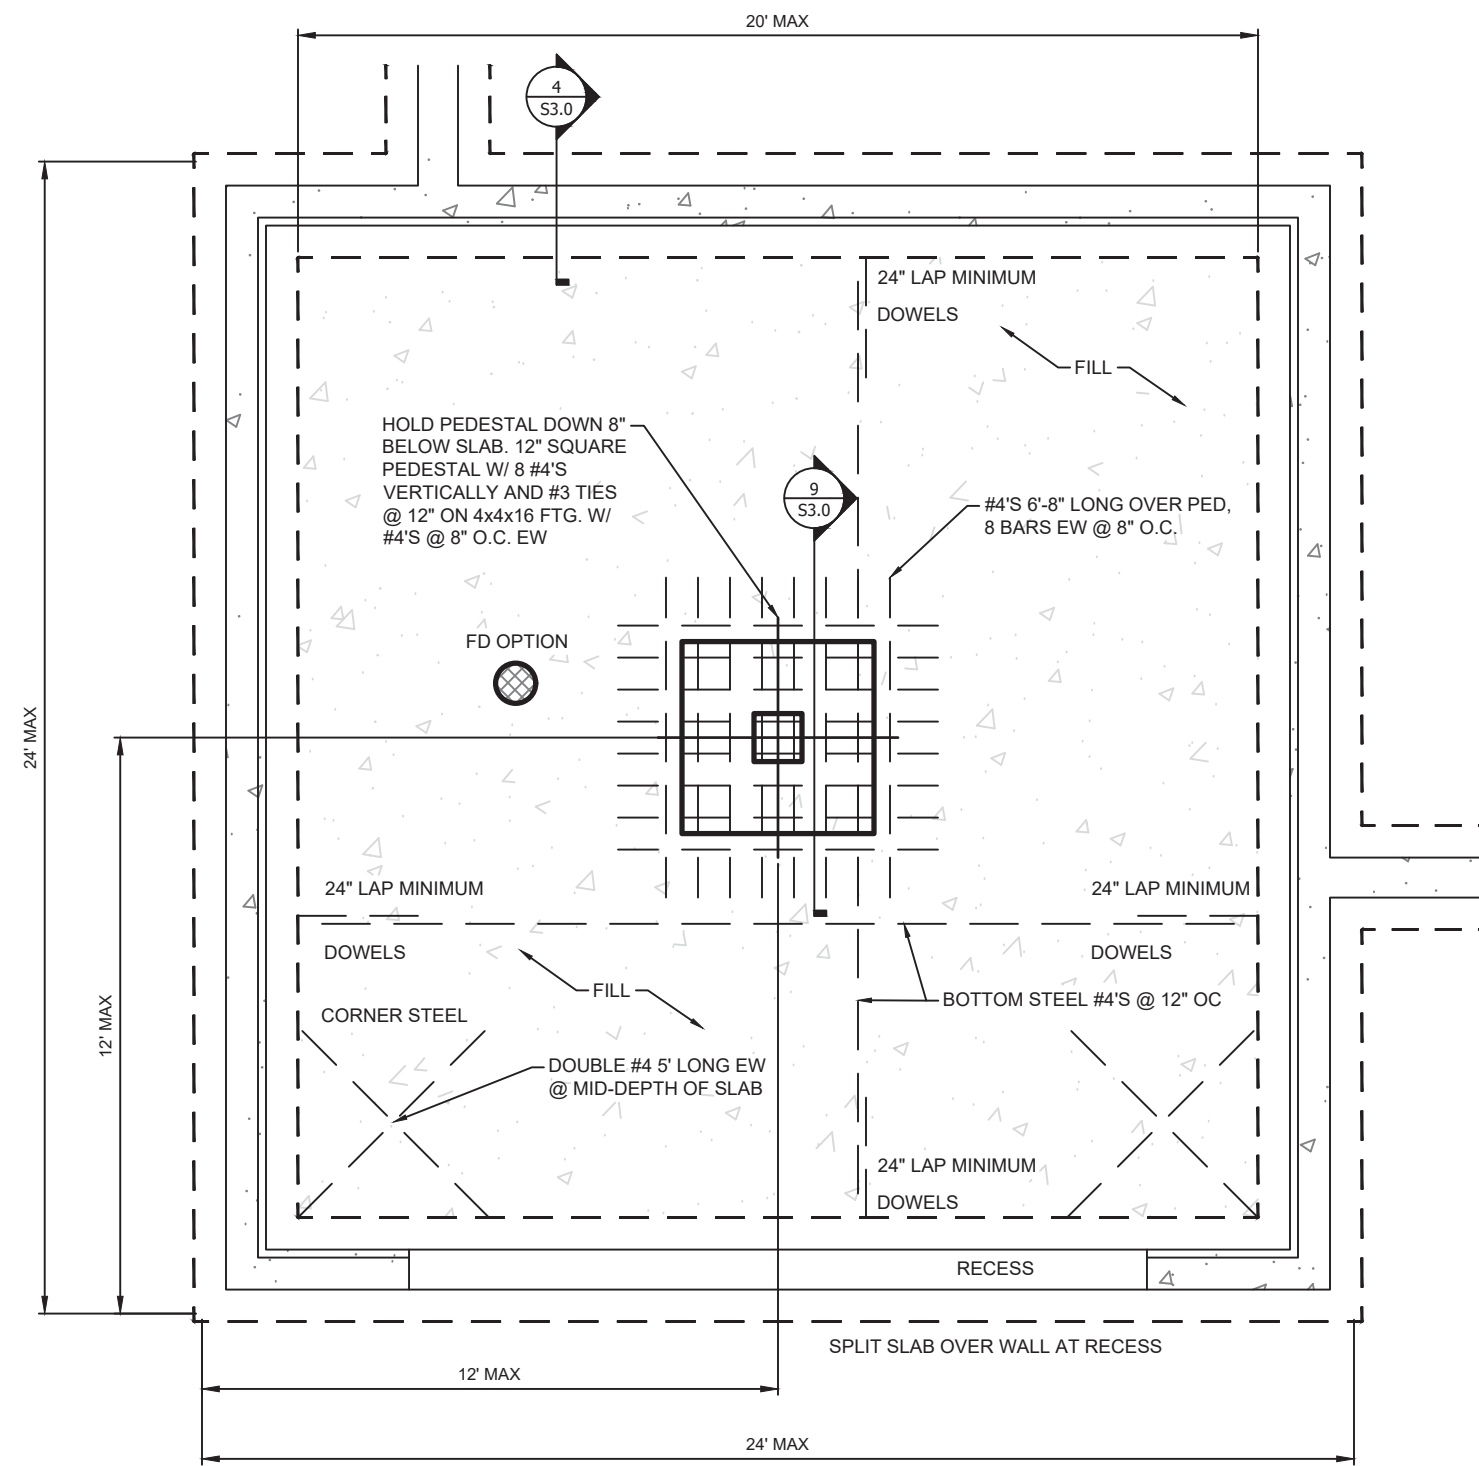 20' MAX
4
S3.0
24" LAP MINIMUM
DOWELS
FILL
HOLD PEDESTAL DOWN 8"
BELOW SLAB. 12" SQUARE
PEDESTAL W/ 8 #4'S
VERTICALLY AND #3 TIES
@ 12" ON 4x4x16 FTG. W/
#4'S @ 8" O.C. EW
9
S3.0
#4'S 6'-8" LONG OVER PED,
8 BARS EW @ 8" O.C.
FD OPTION
24' MAX
24" LAP MINIMUM
24" LAP MINIMUM
DOWELS
DOWELS
FILL
BOTTOM STEEL #4'S @ 12" OC
CORNER STEEL
12' MAX
DOUBLE #4 5' LONG EW
@ MID-DEPTH OF SLAB
24" LAP MINIMUM
DOWELS
RECESS
SPLIT SLAB OVER WALL AT RECESS
12' MAX
24' MAX